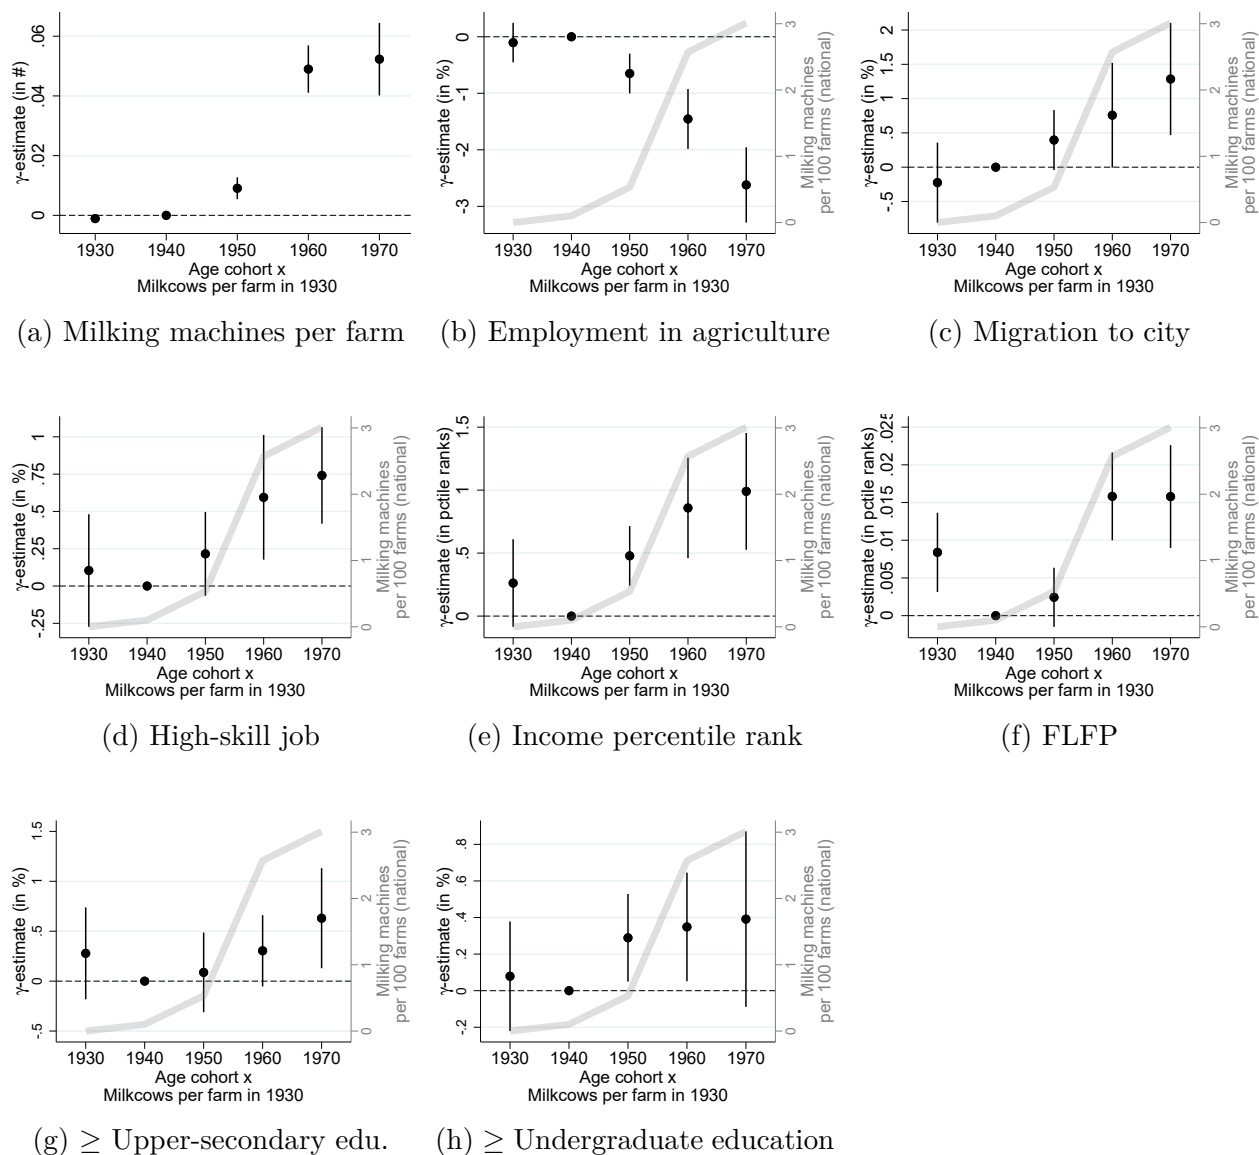 γ-estimate (in #)
0 .02 .04 .06
1930 1940 1950 1960 1970
Age cohort x
Milkcows per farm in 1930
(a) Milking machines per farm
γ-estimate (in %)
-3 -2 -1 0
1930 1940 1950 1960 1970
Age cohort x
Milkcows per farm in 1930
0 1 2 3
Milking machines
per 100 farms (national)
(b) Employment in agriculture
γ-estimate (in %)
-.5 0 .5 1 1.5 2
1930 1940 1950 1960 1970
Age cohort x
Milkcows per farm in 1930
0 1 2 3
Milking machines
per 100 farms (national)
(c) Migration to city
γ-estimate (in %)
-.25 0 .25 .5 .75 1
1930 1940 1950 1960 1970
Age cohort x
Milkcows per farm in 1930
0 1 2 3
Milking machines
per 100 farms (national)
(d) High-skill job
γ-estimate (in pctile ranks)
0 .5 1 1.5
1930 1940 1950 1960 1970
Age cohort x
Milkcows per farm in 1930
0 1 2 3
Milking machines
per 100 farms (national)
(e) Income percentile rank
γ-estimate (in pctile ranks)
0 .005 .01 .015 .02 .025
1930 1940 1950 1960 1970
Age cohort x
Milkcows per farm in 1930
0 1 2 3
Milking machines
per 100 farms (national)
(f) FLFP
γ-estimate (in %)
-.5 0 .5 1 1.5
1930 1940 1950 1960 1970
Age cohort x
Milkcows per farm in 1930
0 1 2 3
Milking machines
per 100 farms (national)
(g) ≥ Upper-secondary edu.
γ-estimate (in %)
-.2 0 .2 .4 .6 .8
1930 1940 1950 1960 1970
Age cohort x
Milkcows per farm in 1930
0 1 2 3
Milking machines
per 100 farms (national)
(h) ≥ Undergraduate education